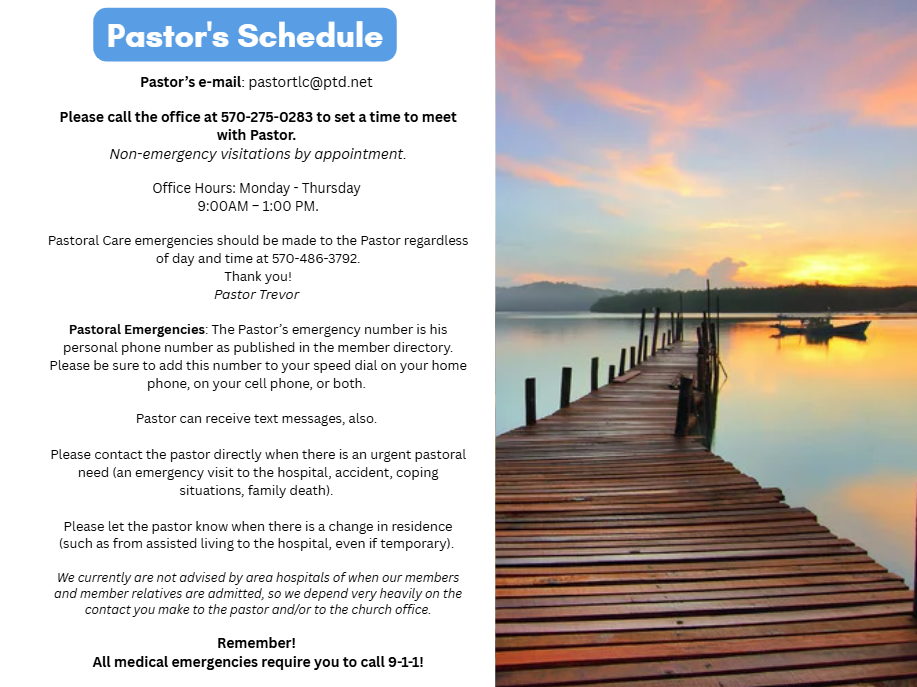 Pastor's Schedule
Pastor’s e-mail: pastortlc@ptd.net
Please call the office at 570-275-0283 to set a time to meet
with Pastor.
Non-emergency visitations by appointment.
Office Hours: Monday - Thursday
9:00AM – 1:00 PM.
Pastoral Care emergencies should be made to the Pastor regardless
of day and time at 570-486-3792.
Thank you!
Pastor Trevor
Pastoral Emergencies: The Pastor’s emergency number is his
personal phone number as published in the member directory.
Please be sure to add this number to your speed dial on your home
phone, on your cell phone, or both.
Pastor can receive text messages, also.
Please contact the pastor directly when there is an urgent pastoral
need (an emergency visit to the hospital, accident, coping
situations, family death).
Please let the pastor know when there is a change in residence
(such as from assisted living to the hospital, even if temporary).
We currently are not advised by area hospitals of when our members
and member relatives are admitted, so we depend very heavily on the
contact you make to the pastor and/or to the church office.
Remember!
All medical emergencies require you to call 9-1-1!